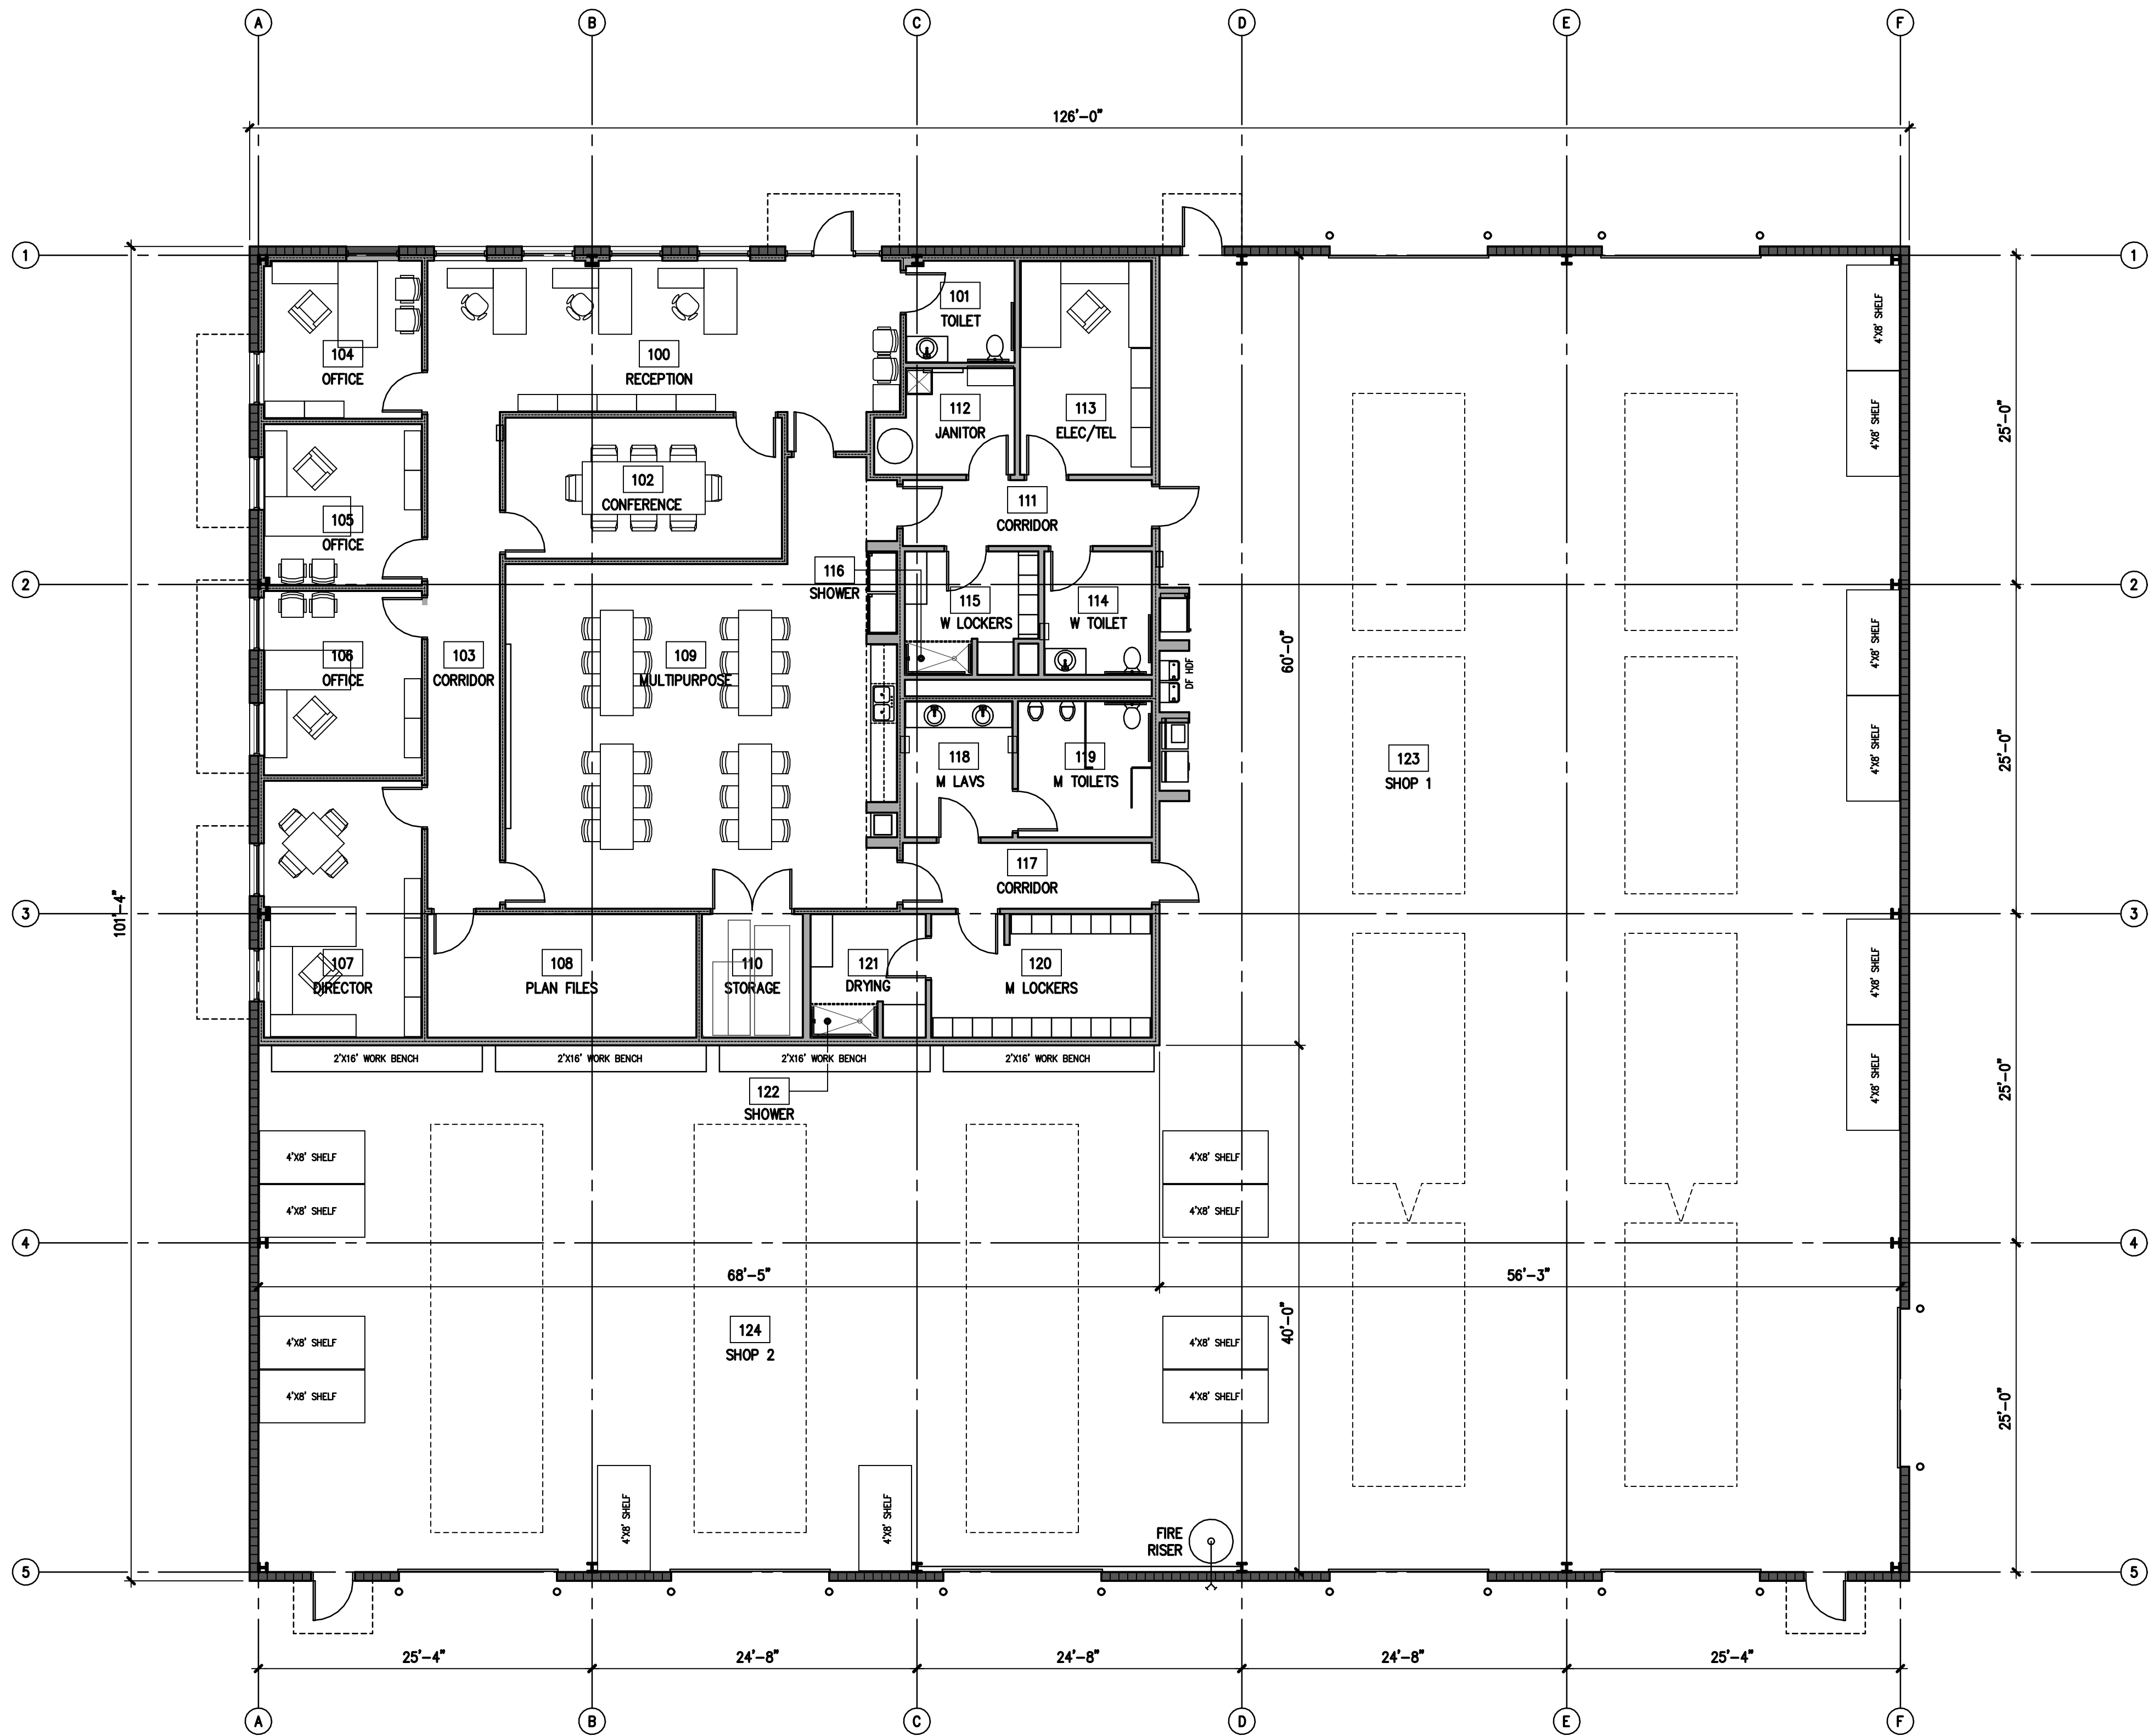 A B C D E F
126'-0"
1 1
101
TOILET
104
OFFICE
100
RECEPTION
4'X8' SHELF
4'X8' SHELF
112
JANITOR
113
ELEC/TEL
25'-0"
102
CONFERENCE
105
OFFICE
111
CORRIDOR
116
SHOWER
2 2
115
W LOCKERS
114
W TOILET
106
OFFICE
103
CORRIDOR
109
MULTIPURPOSE
DF HDF
60'-0"
4'X8' SHELF
4'X8' SHELF
118
M LAVS
119
M TOILETS
123
SHOP 1
25'-0"
117
CORRIDOR
101'-4"
3 3
107
DIRECTOR
108
PLAN FILES
110
STORAGE
121
DRYING
120
M LOCKERS
4'X8' SHELF
4'X8' SHELF
2'X16' WORK BENCH
2'X16' WORK BENCH
2'X16' WORK BENCH
2'X16' WORK BENCH
25'-0"
122
SHOWER
4'X8' SHELF
4'X8' SHELF
4'X8' SHELF
4'X8' SHELF
4 4
68'-5"
56'-3"
124
SHOP 2
40'-0"
4'X8' SHELF
4'X8' SHELF
4'X8' SHELF
4'X8' SHELF
25'-0"
4'X8' SHELF
4'X8' SHELF
FIRE
RISER
5 5
25'-4"
24'-8"
24'-8"
24'-8"
25'-4"
A B C D E F